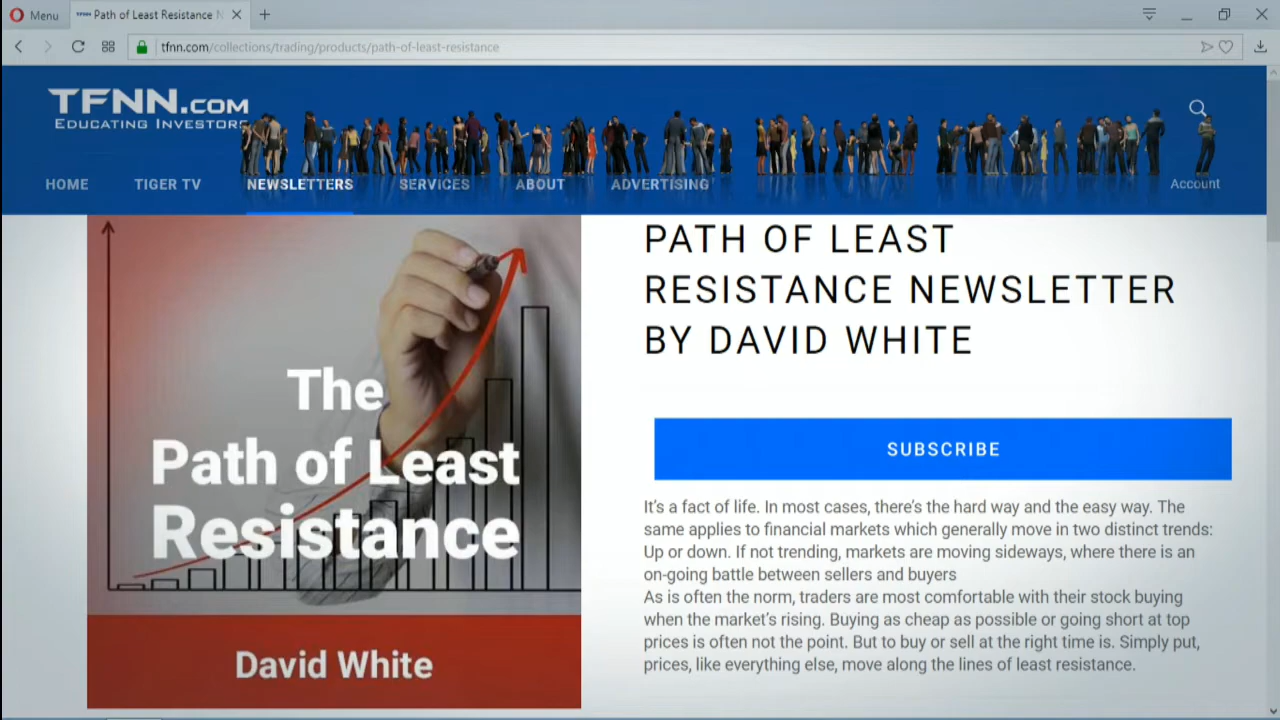 Menu
Path of Least Resistance N
tfnn.com/collections/trading/products/path-of-least-resistance
TFNN.COM
EDUCATING INVESTORS
HOME
TIGER TV
NEWSLETTERS
SERVICES
ABOUT
ADVERTISING
Account
The
Path of Least
Resistance
David White
PATH OF LEAST
RESISTANCE NEWSLETTER
BY DAVID WHITE
SUBSCRIBE
It's a fact of life. In most cases, there's the hard way and the easy way. The
same applies to financial markets which generally move in two distinct trends:
Up or down. If not trending, markets are moving sideways, where there is an
on-going battle between sellers and buyers
As is often the norm, traders are most comfortable with their stock buying
when the market's rising. Buying as cheap as possible or going short at top
prices is often not the point. But to buy or sell at the right time is. Simply put,
prices, like everything else, move along the lines of least resistance.